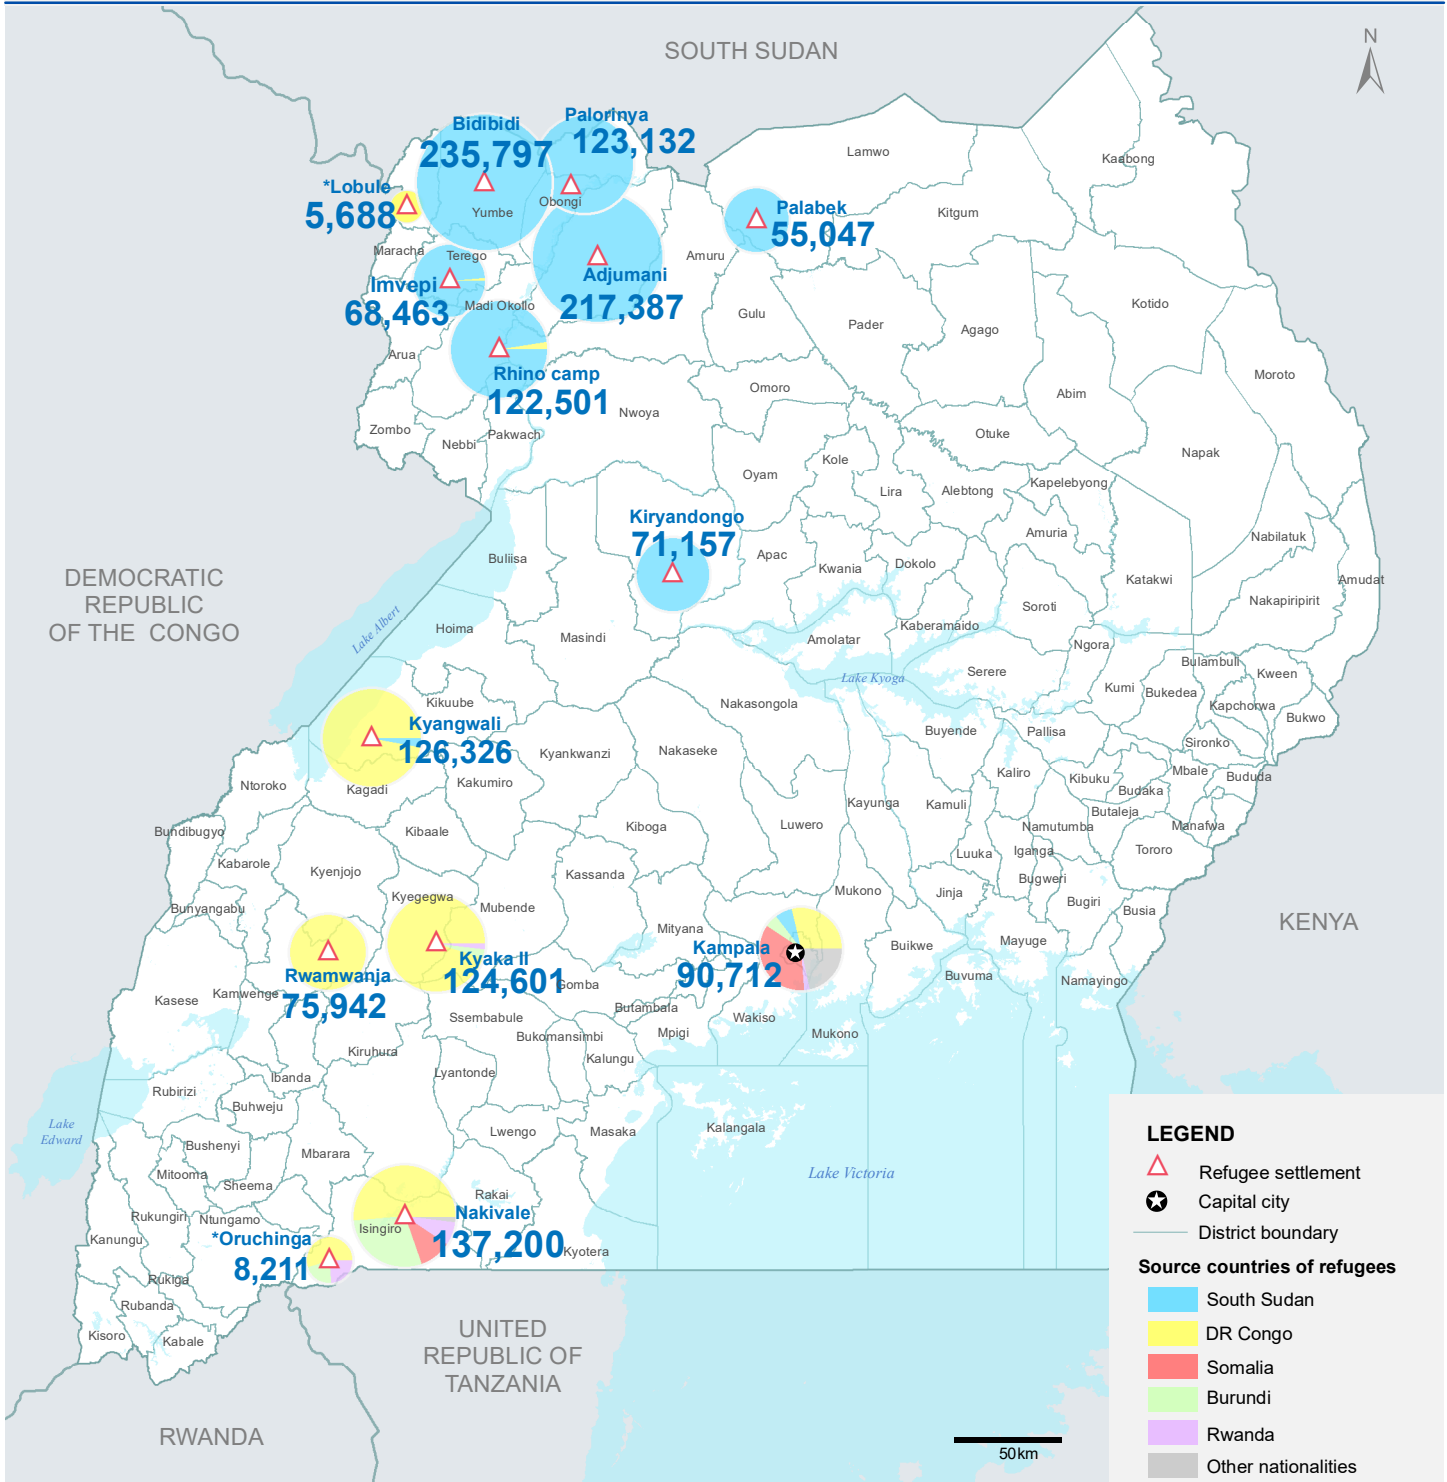 SOUTH SUDAN
N
Palorinya
123,132
Bidibidi
235,797
Lamwo
Kaabong
*Lobule
5,688
Obongi
Yumbe
Palabek
55,047
Kitgum
Maracha
Terego
Amuru
Adjumani
217,387
Imvepi
68,463
Madi Okollo
Kotido
Gulu
Pader
Agago
Arua
Rhino camp
122,501
Moroto
Omoro
Abim
Nwoya
Zombo
Nebbi
Pakwach
Otuke
Napak
Kole
Oyam
Lira
Alebtong
Kapelebyong
Kiryandongo
71,157
Amuria
Nabilatuk
Buliisa
Apac
Kwania
Dokolo
Katakwi
Amudat
DEMOCRATIC
REPUBLIC
OF THE CONGO
Nakapiripirit
Soroti
Lake Albert
Hoima
Masindi
Amolatar
Kaberamaido
Ngora
Bulambuli
Kween
Serere
Lake Kyoga
Kumi
Bukedea
Kapchorwa
Bukwo
Kikuube
Nakasongola
Kyangwali
126,326
Buyende
Pallisa
Sironko
Kyankwanzi
Nakaseke
Kaliro
Kibuku
Mbale
Bududa
Ntoroko
Kagadi
Kakumiro
Budaka
Kayunga
Kamuli
Butaleja
Bundibugyo
Kibaale
Kiboga
Luwero
Namutumba
Manafwa
Kabarole
Kyenjojo
Luuka
Iganga
Tororo
Kassanda
Bugweri
Kyegegwa
Mukono
Jinja
Bugiri
Bunyangabu
Mubende
Busia
KENYA
Mityana
Kampala
90,712
Buikwe
Mayuge
Kyaka II
124,601
Rwamwanja
75,942
Buvuma
Namayingo
Gomba
Kasese
Kamwenge
Butambala
Ssembabule
Wakiso
Bukomansimbi
Mpigi
Mukono
Kiruhura
Kalungu
Lyantonde
Ibanda
Rubirizi
Buhweju
Lake
Edward
Lwengo
Masaka
Kalangala
Bushenyi
Mbarara
Mitooma
Sheema
Lake Victoria
Rakai
Nakivale
137,200
Rukungiri
Ntungamo
Isingiro
Kanungu
*Oruchinga
8,211
Kyotera
Rukiga
Rubanda
Kisoro
Kabale
UNITED
REPUBLIC OF
TANZANIA
RWANDA
50km
LEGEND
Refugee settlement
Capital city
District boundary
Source countries of refugees
South Sudan
DR Congo
Somalia
Burundi
Rwanda
Other nationalities